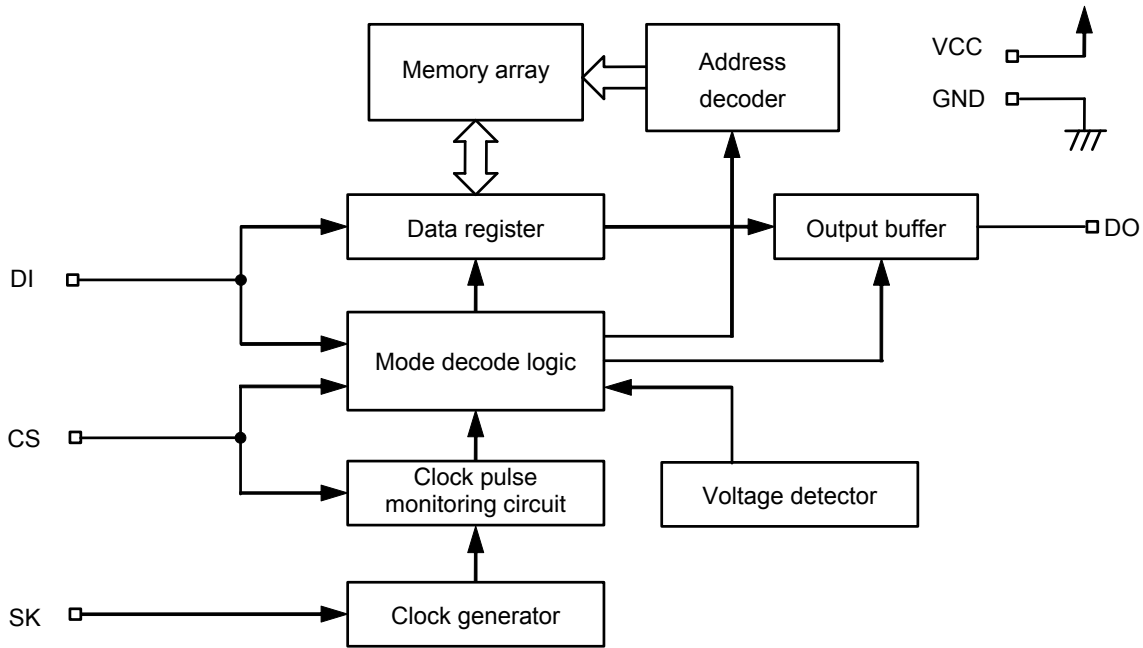 Memory array
Address
decoder
VCC
GND
Data register
Output buffer
DO
DI
Mode decode logic
CS
Clock pulse
monitoring circuit
Voltage detector
SK
Clock generator